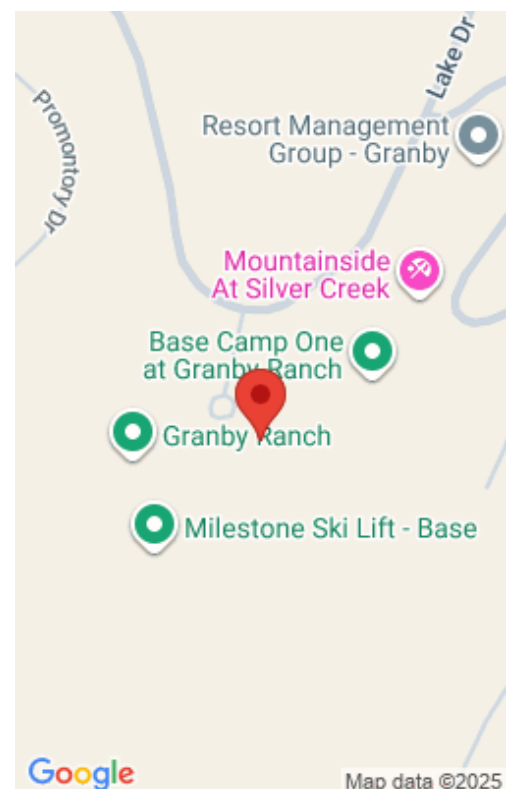 Lake Dr
Promontory Dr
Resort Management
Group - Granby
Mountainside
At Silver Creek
Base Camp One
at Granby Ranch
Granby Ranch
Milestone Ski Lift - Base
Google
Map data ©2025